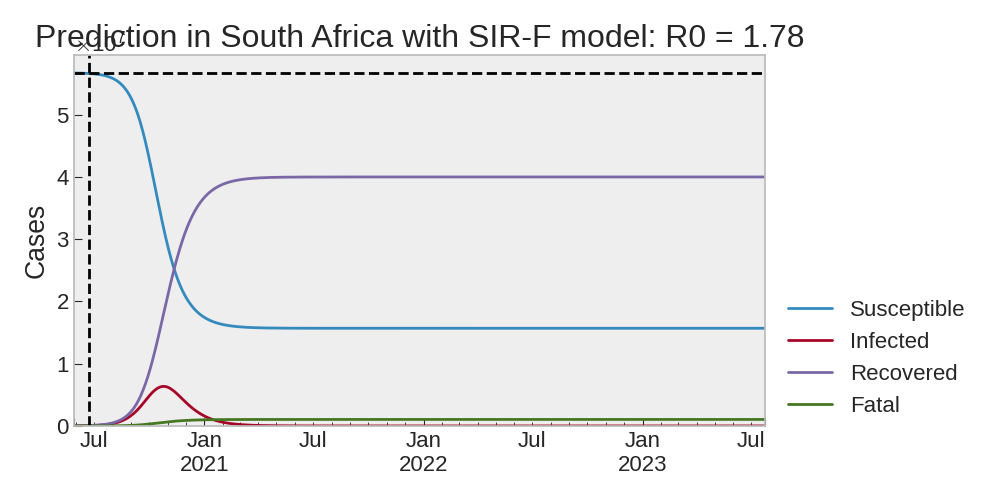 Prediction in South Africa with SIR-F model: R0 = 1.78
Cases
5
4
3
2
1
0
Jul Jan Jul Jan Jul Jan Jul
2021 2022 2023
Susceptible
Infected
Recovered
Fatal